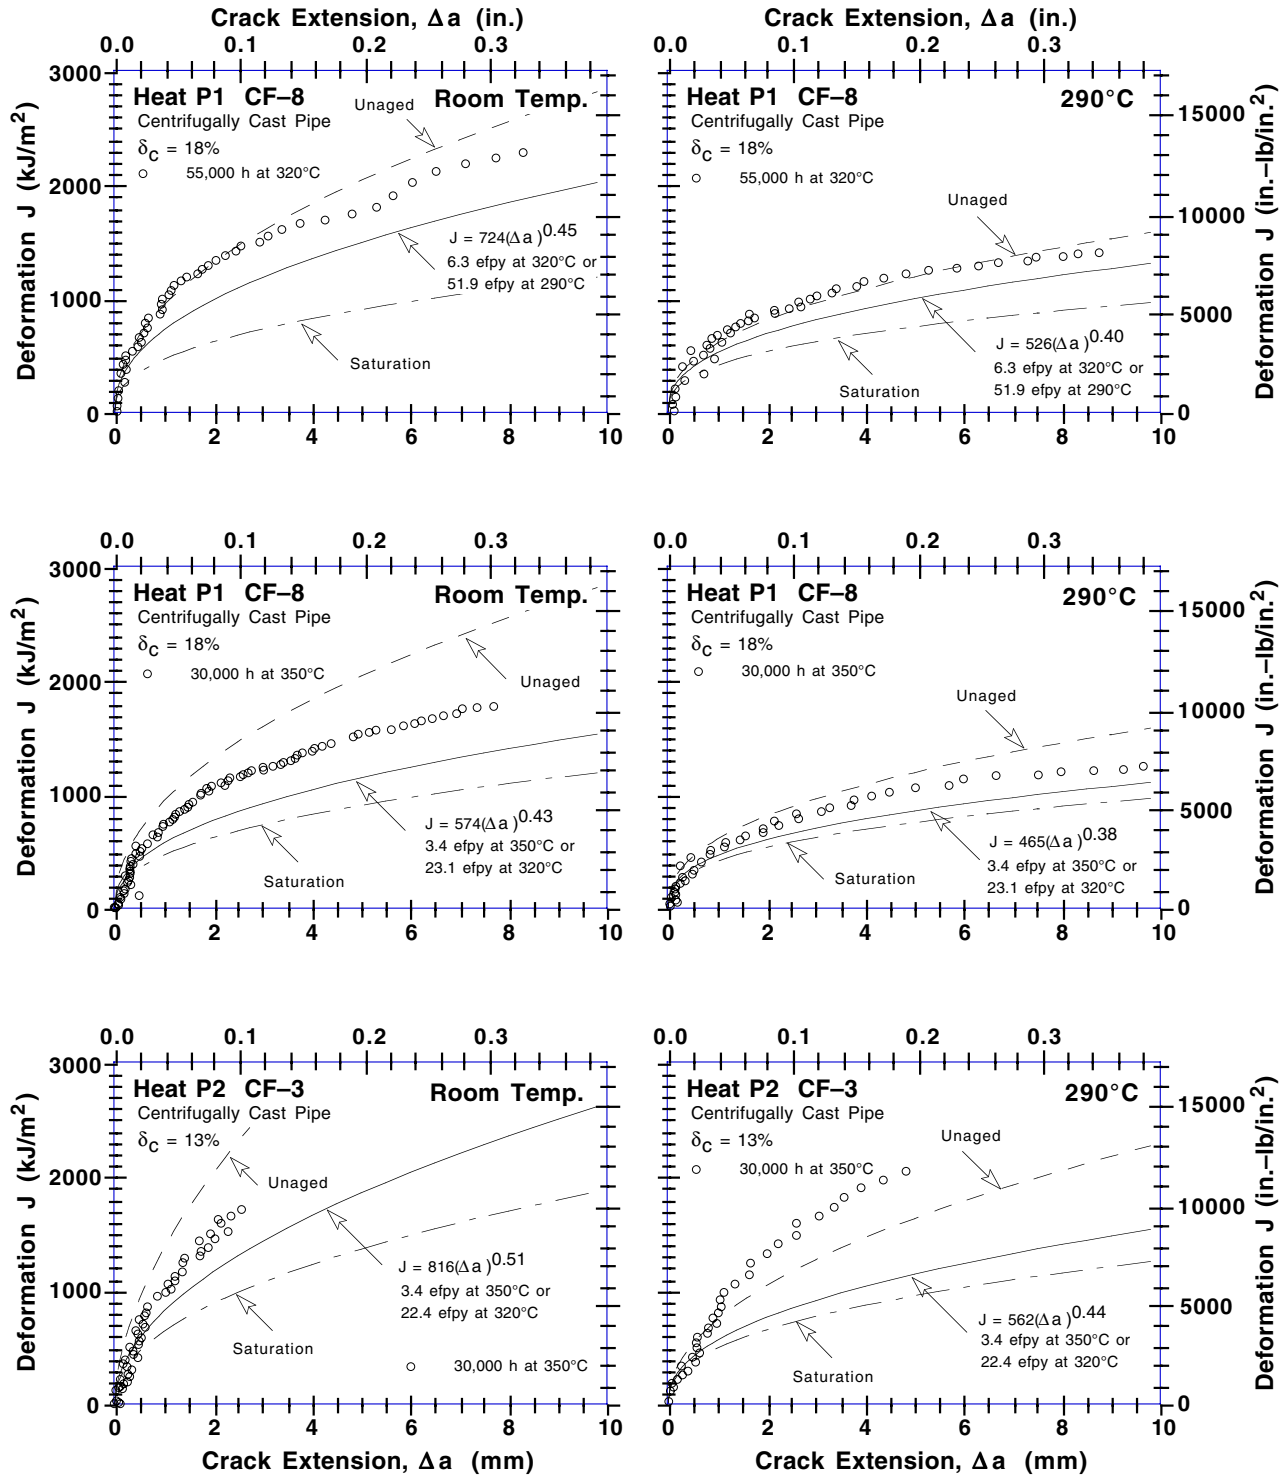 Crack Extension, Δa (in.)
Crack Extension, Δa (in.)
0.0 0.1 0.2 0.3
0.0 0.1 0.2 0.3
Deformation J (kJ/m²)
3000
2000
1000
0
Heat P1 CF–8
Room Temp.
Centrifugally Cast Pipe
δC = 18%
55,000 h at 320°C
Unaged
J = 724(Δa)^0.45
6.3 efpy at 320°C or
51.9 efpy at 290°C
Saturation
0 2 4 6 8 10
Heat P1 CF–8
290°C
Centrifugally Cast Pipe
δC = 18%
55,000 h at 320°C
Unaged
J = 526(Δa)^0.40
6.3 efpy at 320°C or
51.9 efpy at 290°C
Saturation
0 2 4 6 8 10
15000
10000
5000
0
Deformation J (in.–lb/in.²)
0.0 0.1 0.2 0.3
0.0 0.1 0.2 0.3
Deformation J (kJ/m²)
3000
2000
1000
0
Heat P1 CF–8
Room Temp.
Centrifugally Cast Pipe
δC = 18%
30,000 h at 350°C
Unaged
J = 574(Δa)^0.43
3.4 efpy at 350°C or
23.1 efpy at 320°C
Saturation
0 2 4 6 8 10
Heat P1 CF–8
290°C
Centrifugally Cast Pipe
δC = 18%
30,000 h at 350°C
Unaged
J = 465(Δa)^0.38
3.4 efpy at 350°C or
23.1 efpy at 320°C
Saturation
0 2 4 6 8 10
15000
10000
5000
0
Deformation J (in.–lb/in.²)
0.0 0.1 0.2 0.3
0.0 0.1 0.2 0.3
Deformation J (kJ/m²)
3000
2000
1000
0
Heat P2 CF–3
Room Temp.
Centrifugally Cast Pipe
δC = 13%
Unaged
J = 816(Δa)^0.51
3.4 efpy at 350°C or
22.4 efpy at 320°C
Saturation
30,000 h at 350°C
0 2 4 6 8 10
Crack Extension, Δa (mm)
Heat P2 CF–3
290°C
Centrifugally Cast Pipe
δC = 13%
30,000 h at 350°C
Unaged
J = 562(Δa)^0.44
3.4 efpy at 350°C or
22.4 efpy at 320°C
Saturation
0 2 4 6 8 10
Crack Extension, Δa (mm)
15000
10000
5000
0
Deformation J (in.–lb/in.²)